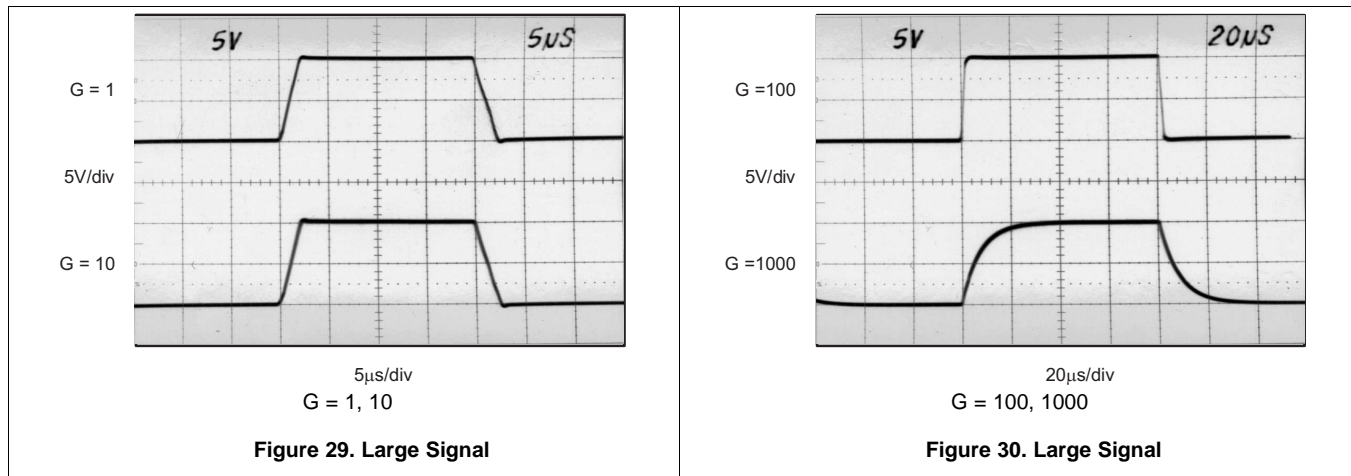 5V 5µS
G = 1
5V/div
G = 10
5µs/div
G = 1, 10
Figure 29. Large Signal
5V 20µS
G =100
5V/div
G =1000
20µs/div
G = 100, 1000
Figure 30. Large Signal